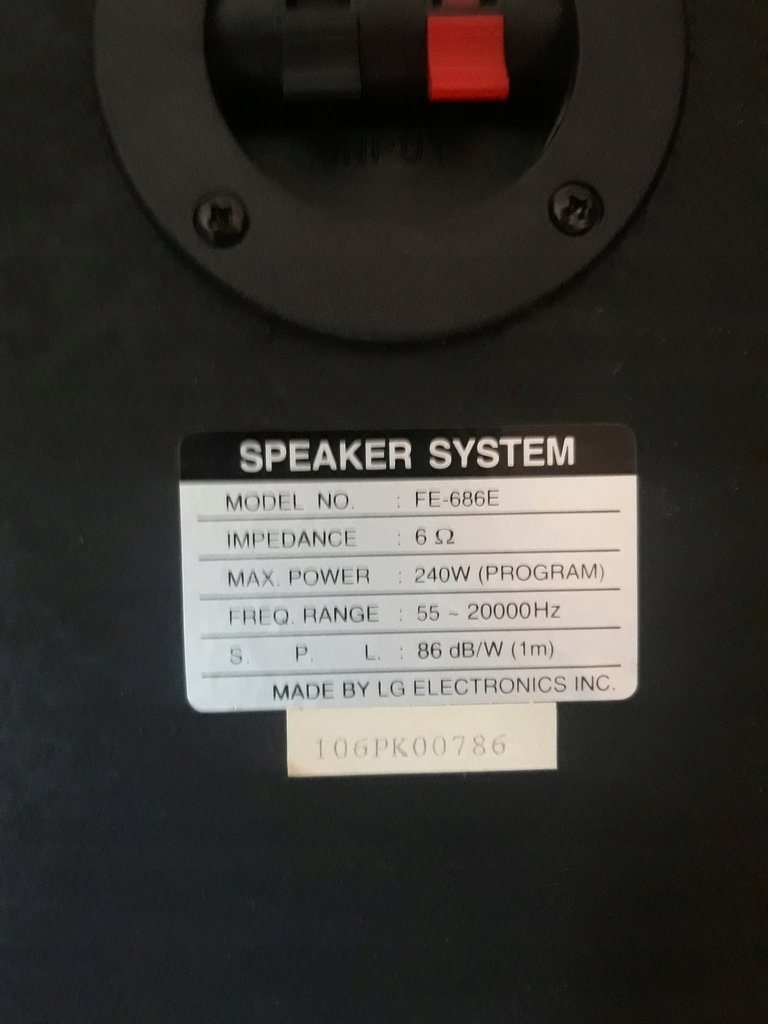 INPUT
SPEAKER SYSTEM
MODEL NO. : FE-686E
IMPEDANCE : 6 Ω
MAX. POWER : 240W (PROGRAM)
FREQ. RANGE : 55 ~ 20000Hz
S. P. L. : 86 dB/W (1m)
MADE BY LG ELECTRONICS INC.
106PK00786